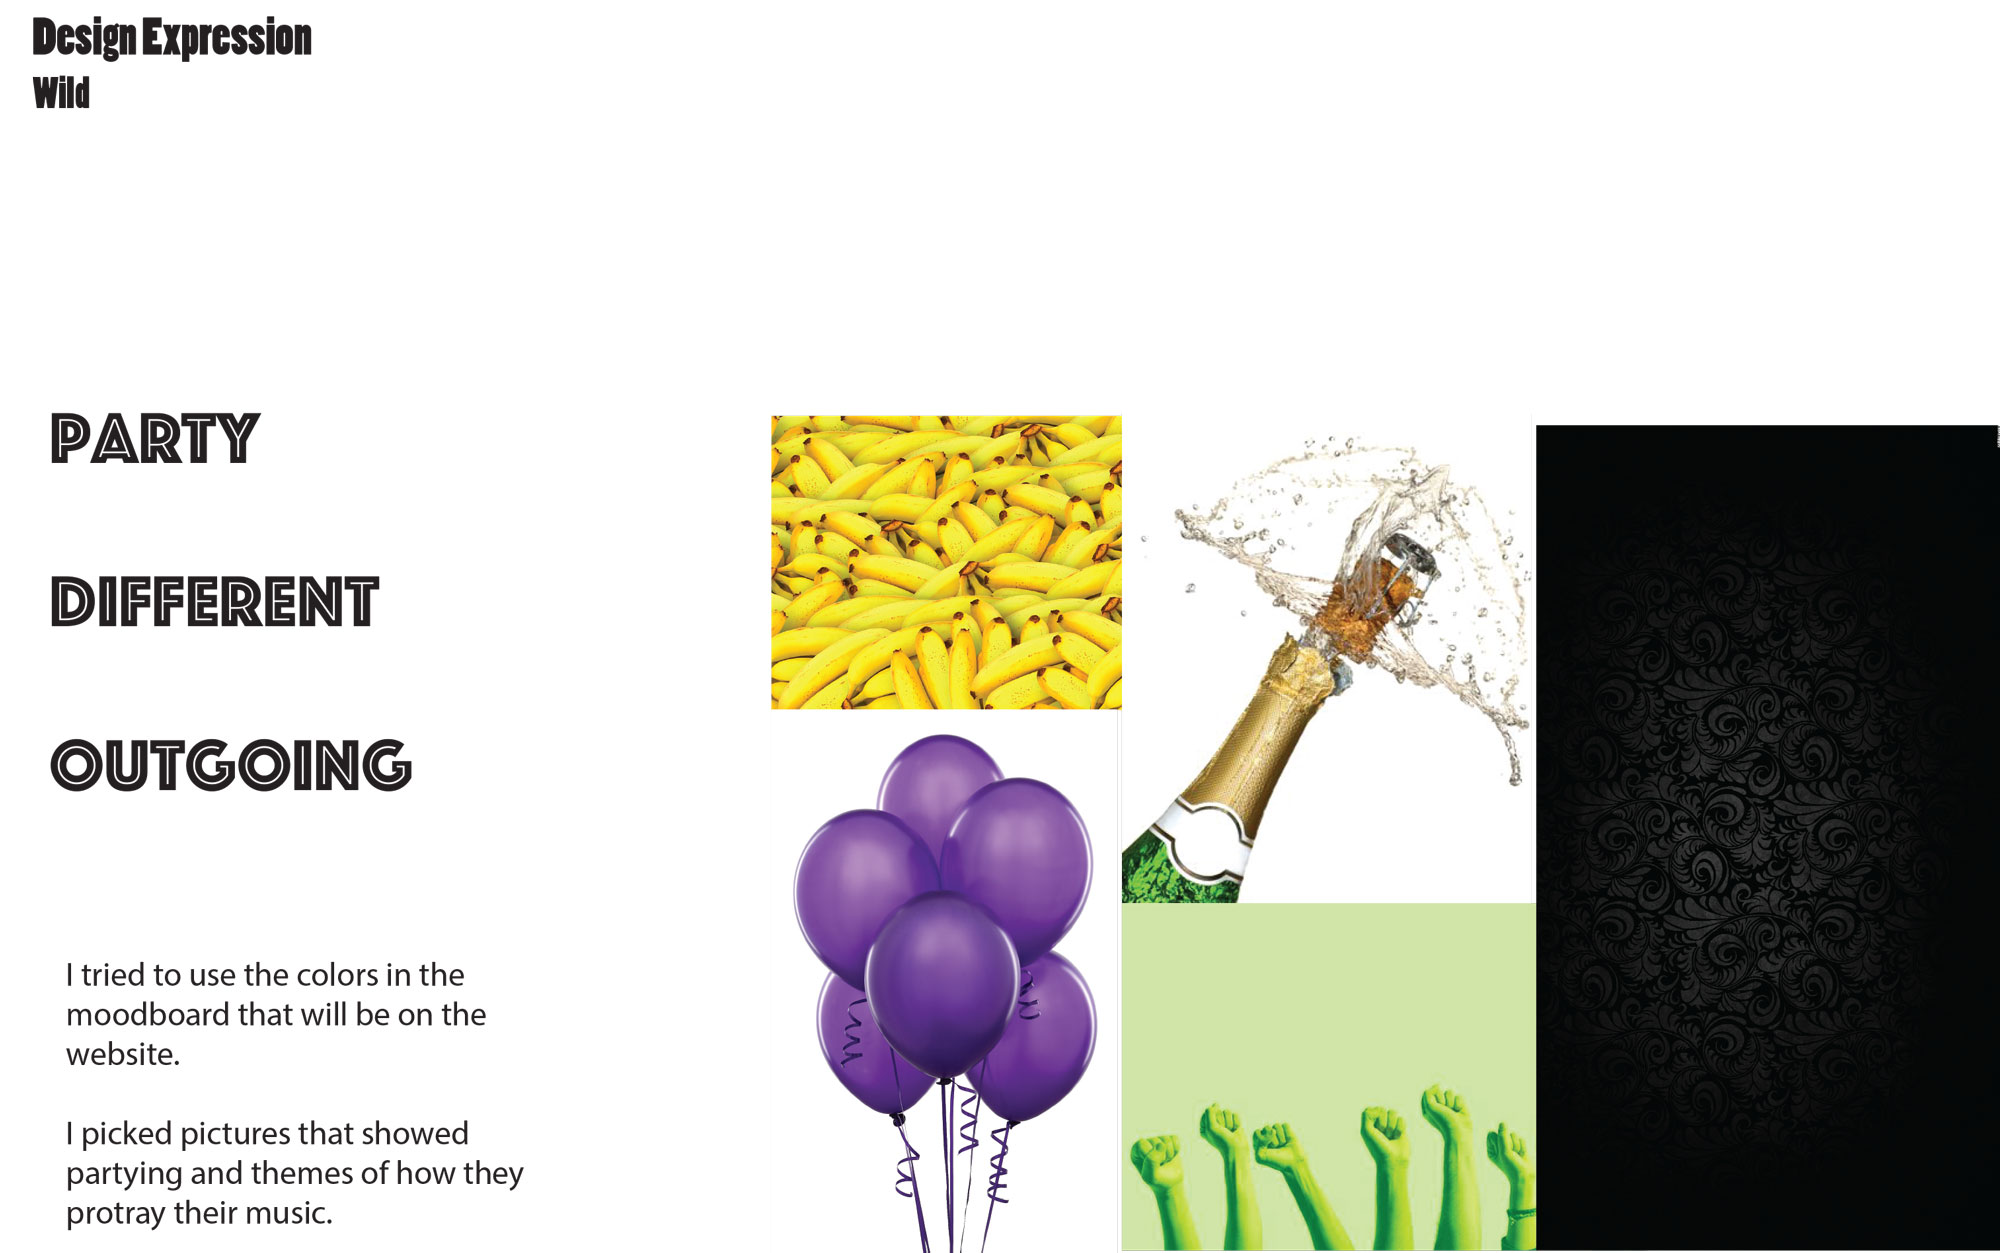 Design Expression
Wild
PARTY
DIFFERENT
OUTGOING
I tried to use the colors in the
moodboard that will be on the
website.
I picked pictures that showed
partying and themes of how they
protray their music.